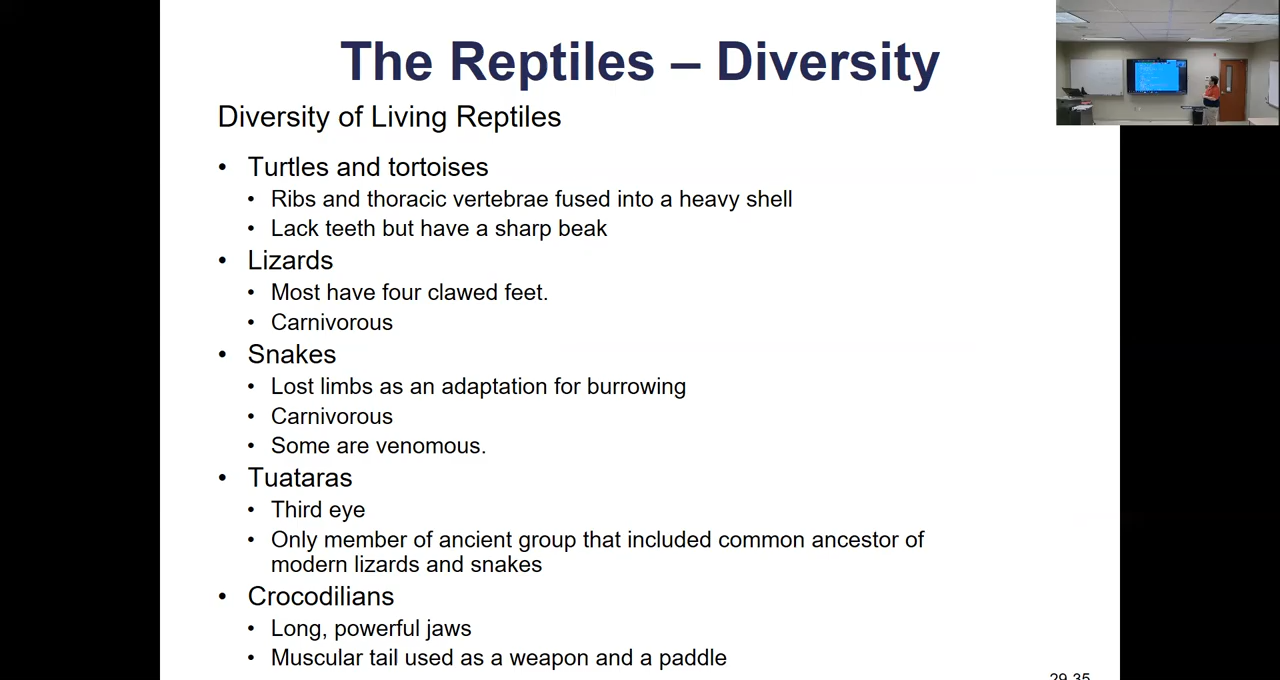 The Reptiles – Diversity
Diversity of Living Reptiles
• Turtles and tortoises
• Ribs and thoracic vertebrae fused into a heavy shell
• Lack teeth but have a sharp beak
• Lizards
• Most have four clawed feet.
• Carnivorous
• Snakes
• Lost limbs as an adaptation for burrowing
• Carnivorous
• Some are venomous.
• Tuataras
• Third eye
• Only member of ancient group that included common ancestor of
modern lizards and snakes
• Crocodilians
• Long, powerful jaws
• Muscular tail used as a weapon and a paddle
29.35